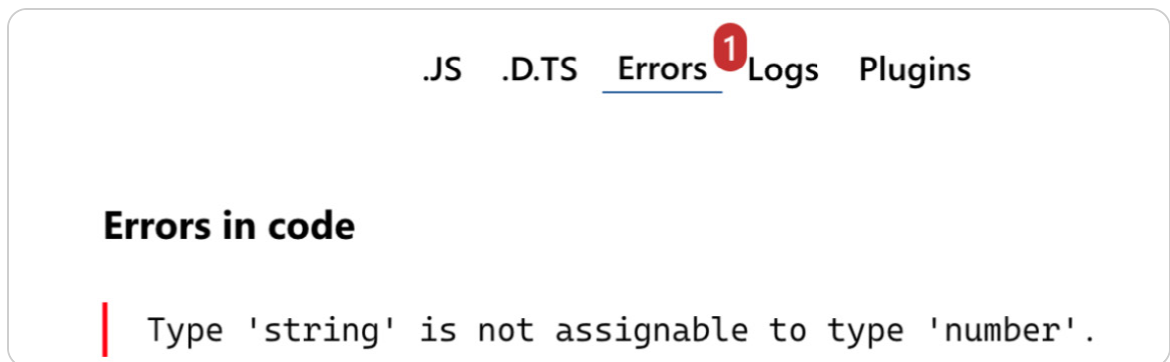 .JS .D.TS Errors 1 Logs Plugins
Errors in code
Type 'string' is not assignable to type 'number'.